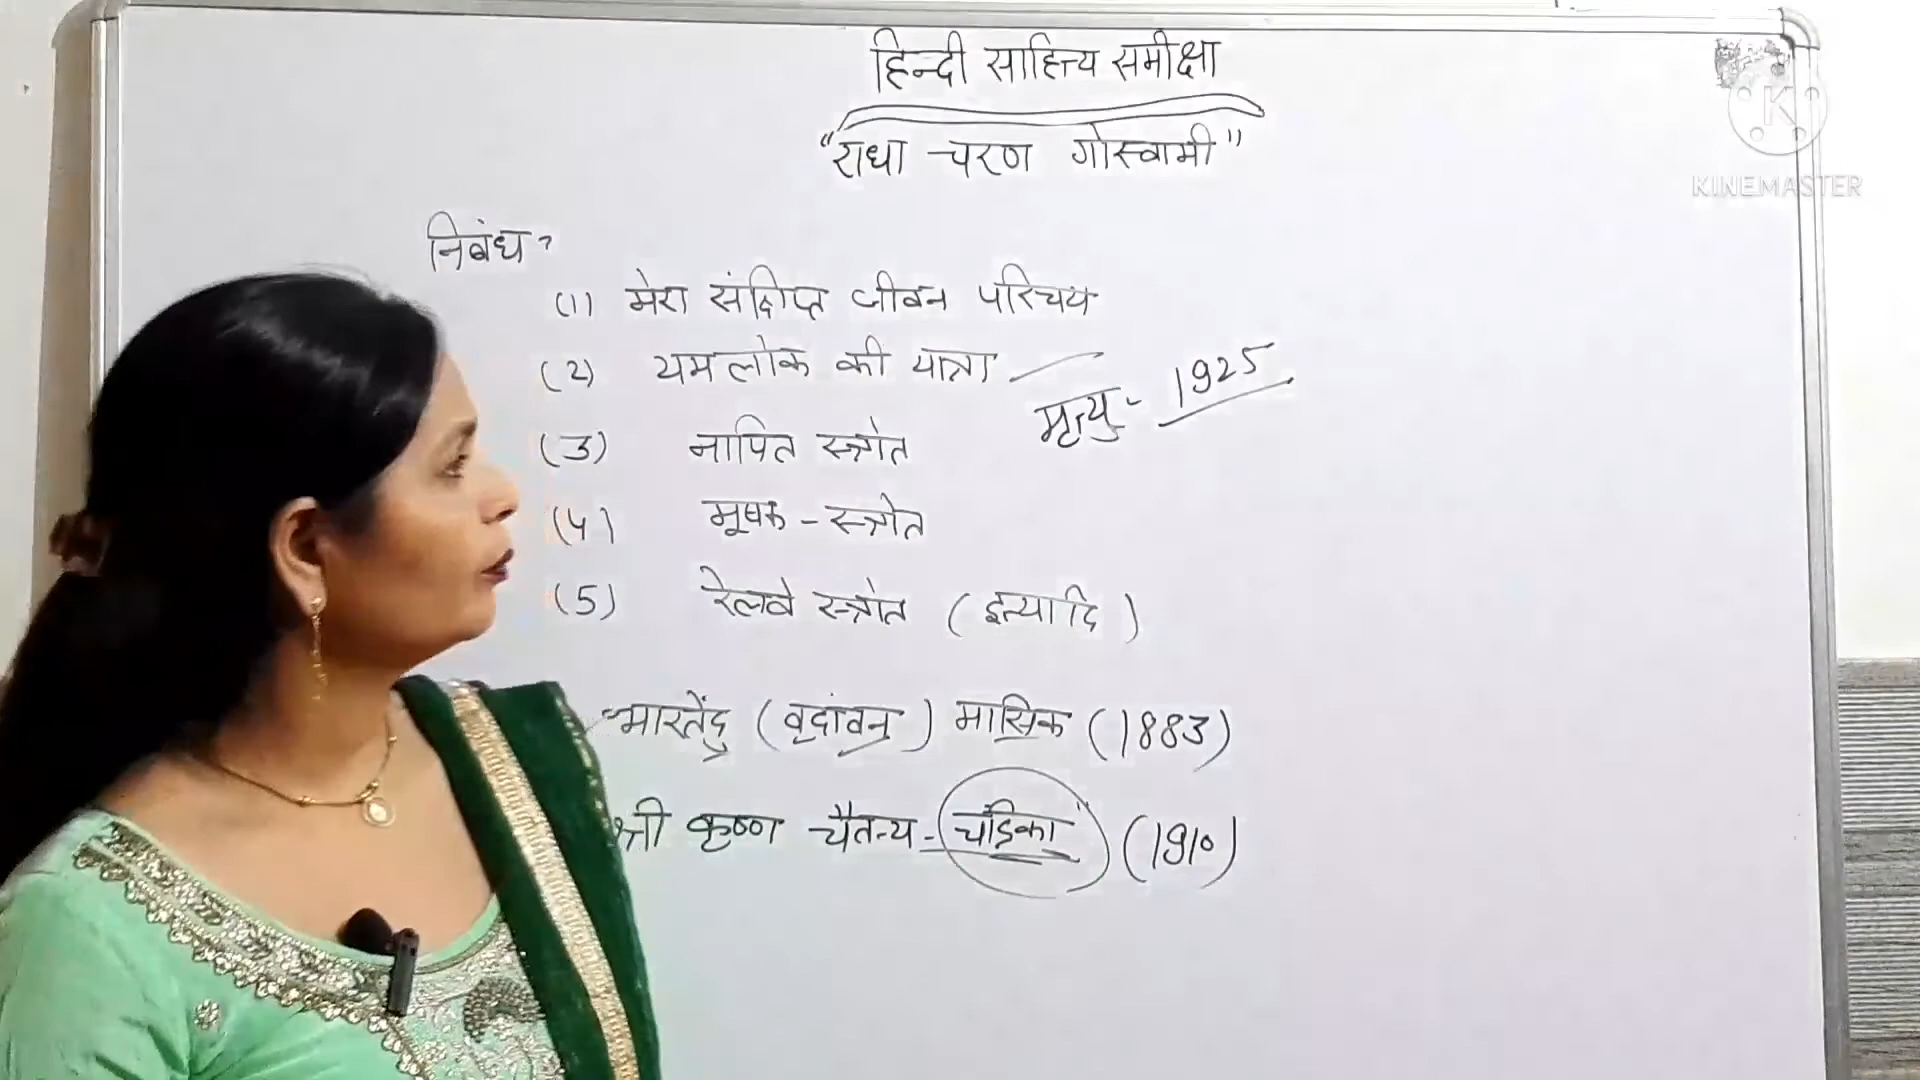 हिन्दी साहित्य समीक्षा
"राधा चरण गोस्वामी"
KINEMASTER
निबंध -
(1) मेरा संक्षिप्त जीवन परिचय
(2) यमलोक की यात्रा
मृत्यु - 1925
(3) नापित स्त्रोत
(4) मूषक - स्त्रोत
(5) रेलवे स्त्रोत (इत्यादि)
भारतेंदु (वृदांवन) मासिक (1883)
श्री कृष्ण चैतन्य - चंद्रिका" (1910)